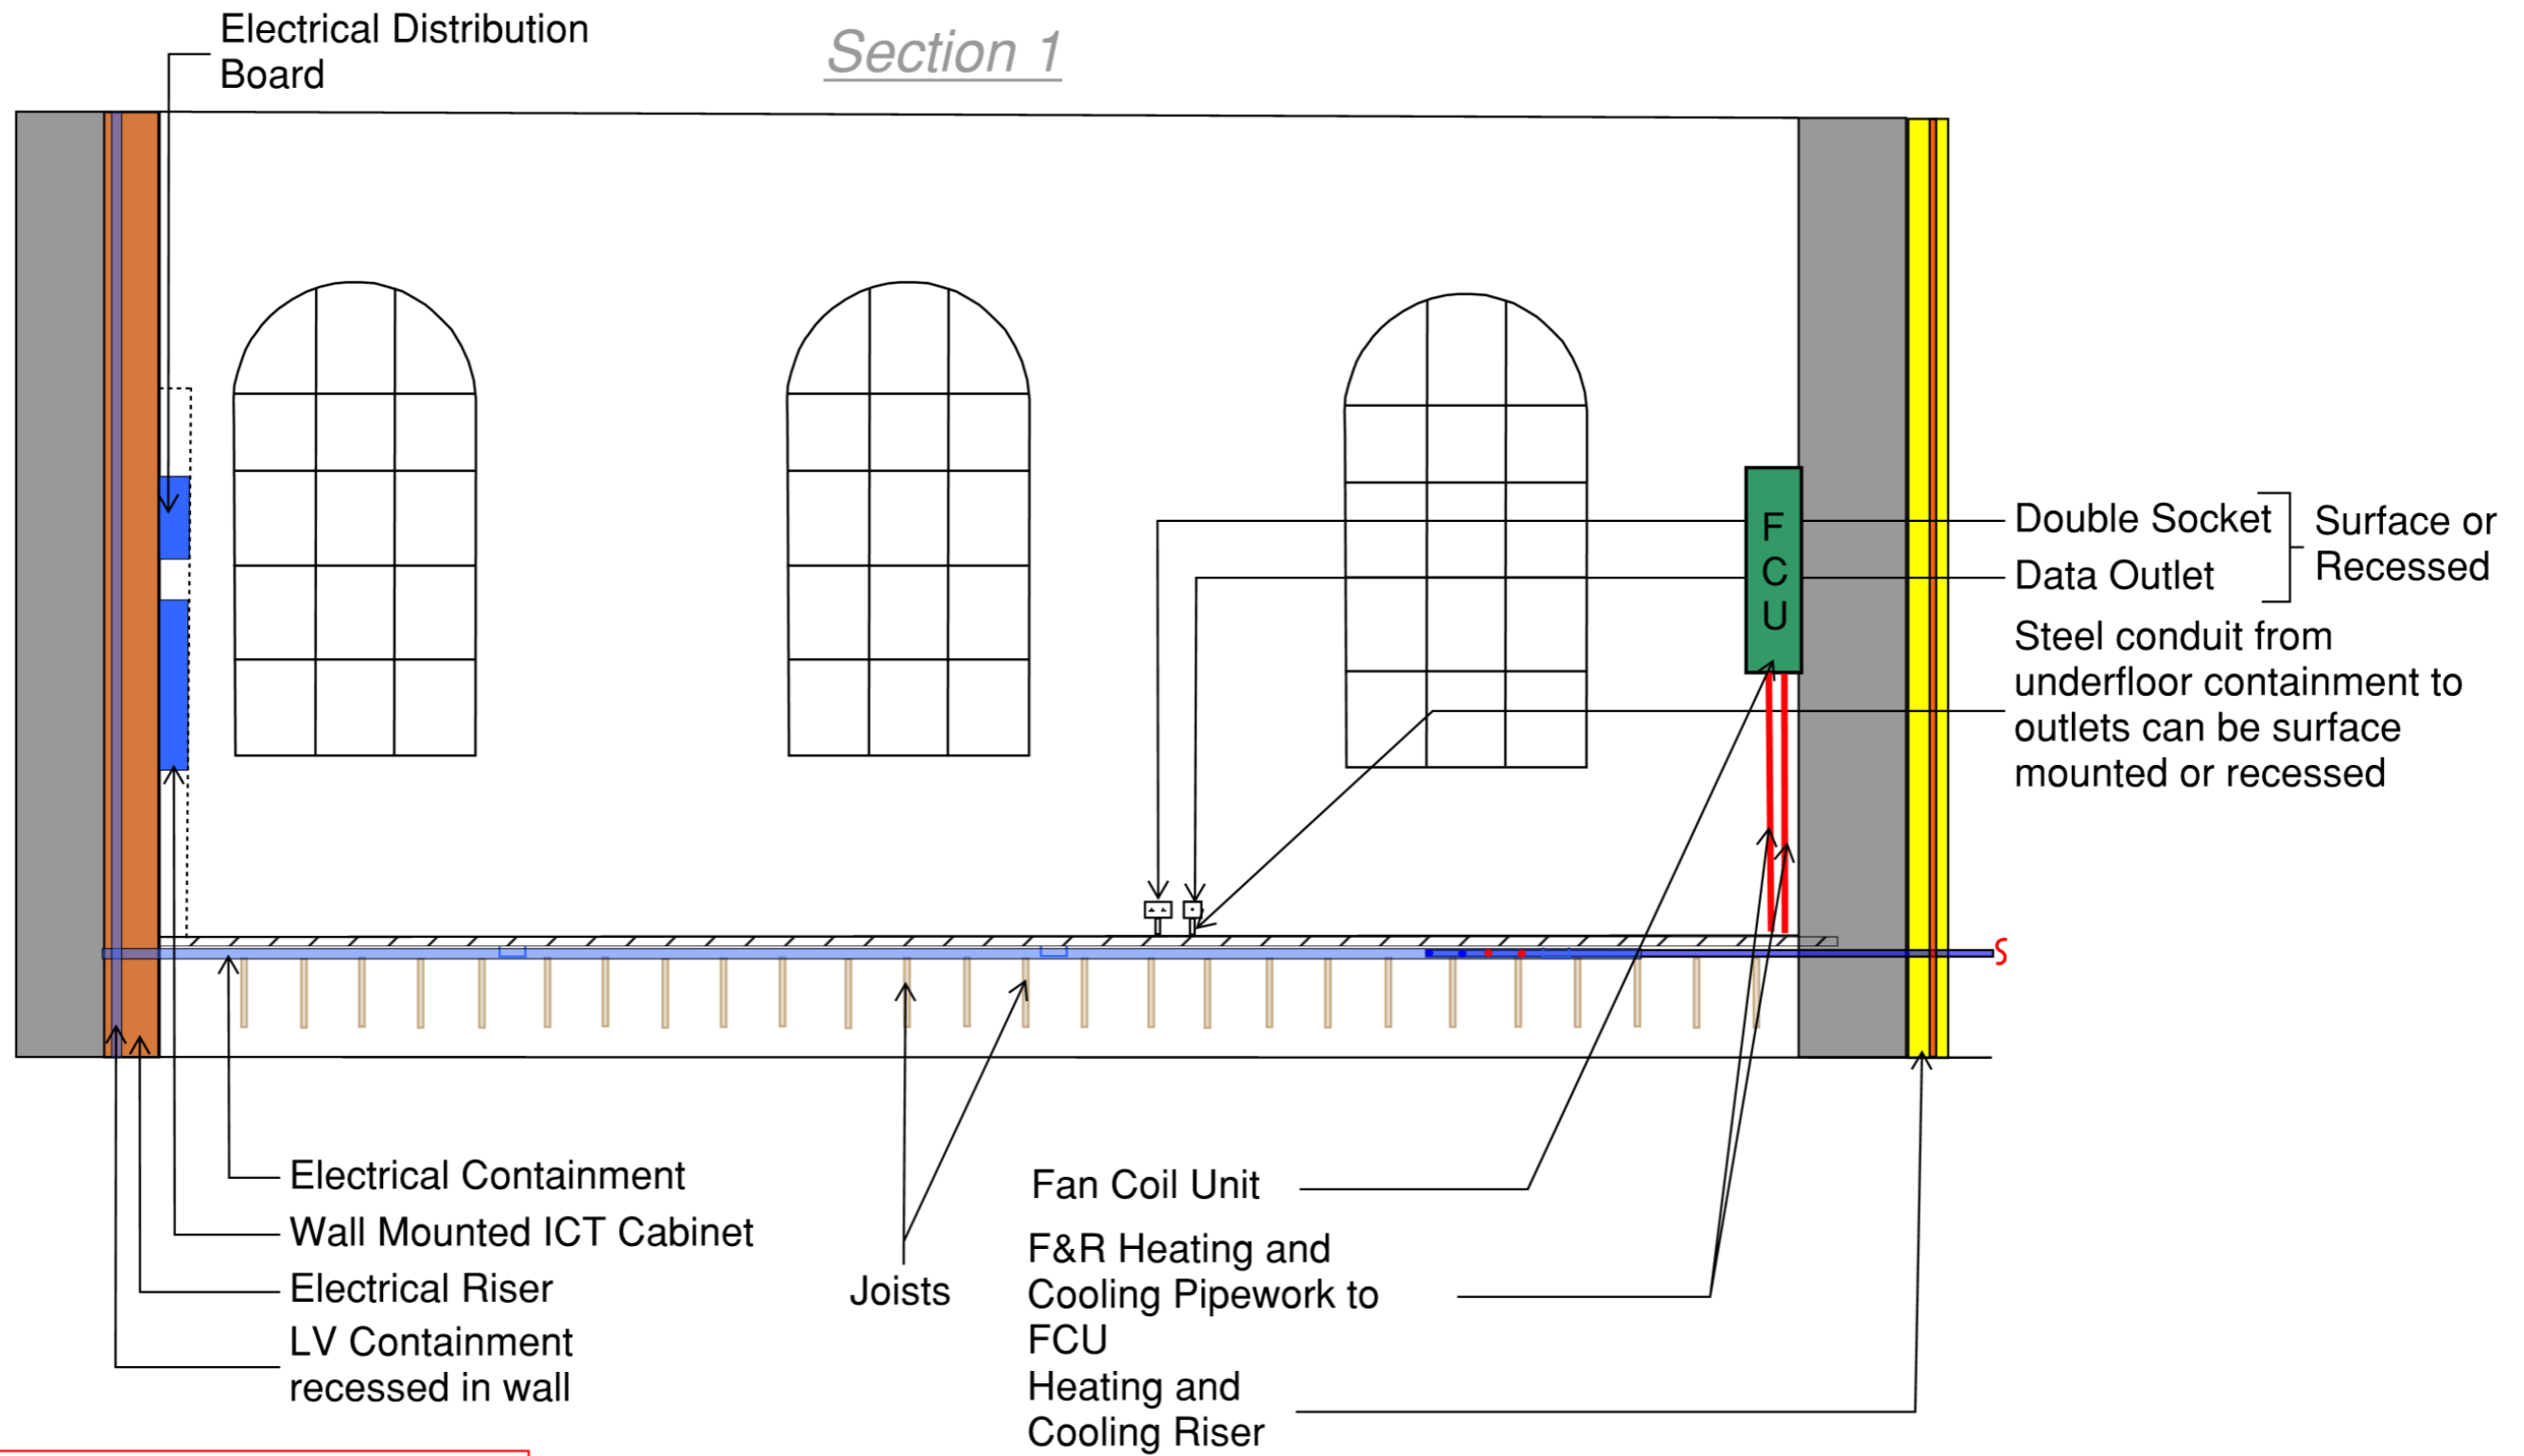 Electrical Distribution
Board
Section 1
F
C
U
Double Socket
Data Outlet
Surface or
Recessed
Steel conduit from
underfloor containment to
outlets can be surface
mounted or recessed
Electrical Containment
Wall Mounted ICT Cabinet
Electrical Riser
LV Containment
recessed in wall
Joists
Fan Coil Unit
F&R Heating and
Cooling Pipework to
FCU
Heating and
Cooling Riser